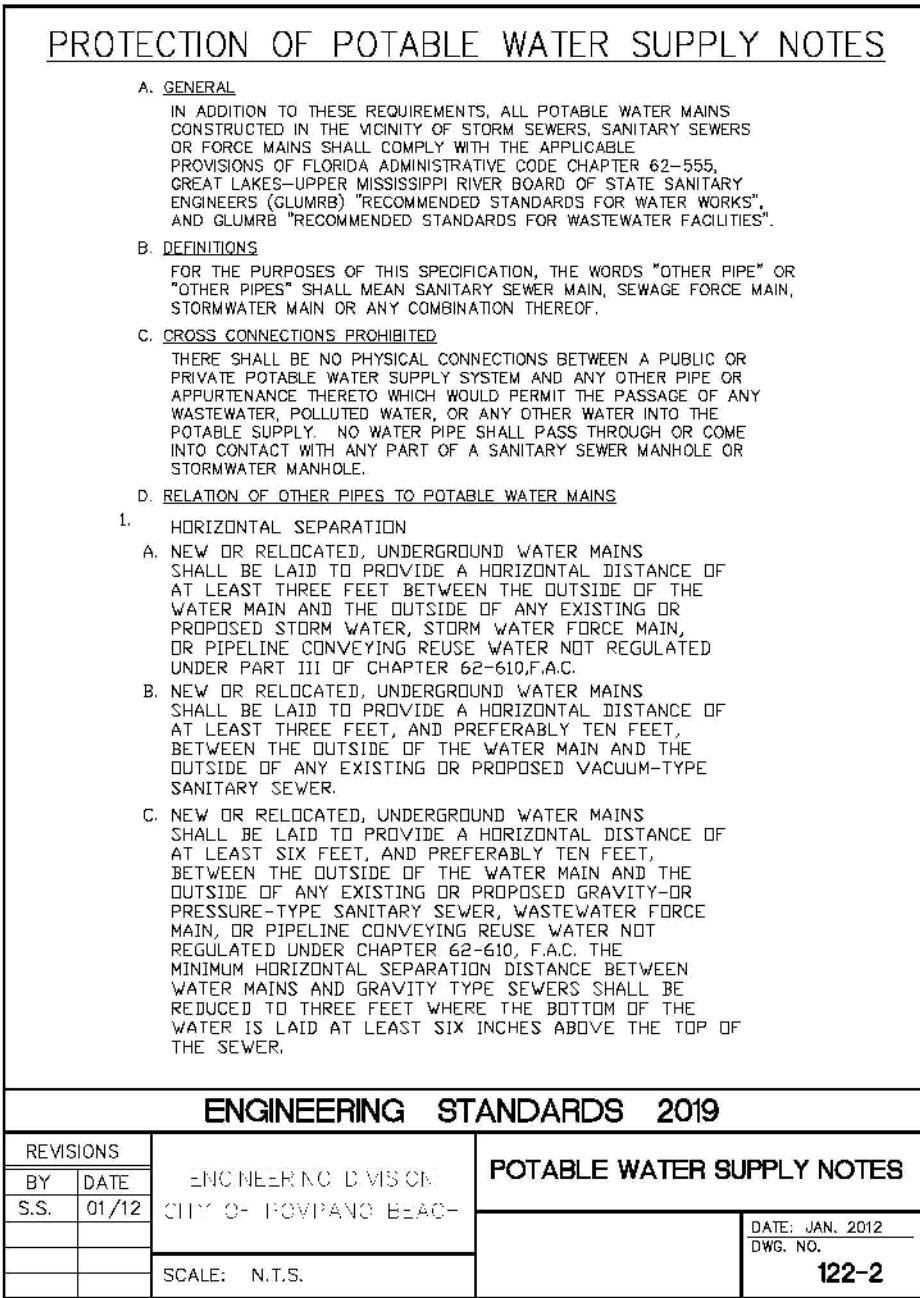 PROTECTION OF POTABLE WATER SUPPLY NOTES
A. GENERAL
IN ADDITION TO THESE REQUIREMENTS, ALL POTABLE WATER MAINS
CONSTRUCTED IN THE VICINITY OF STORM SEWERS, SANITARY SEWERS
OR FORCE MAINS SHALL COMPLY WITH THE APPLICABLE
PROVISIONS OF FLORIDA ADMINISTRATIVE CODE CHAPTER 62-555,
GREAT LAKES-UPPER MISSISSIPPI RIVER BOARD OF STATE SANITARY
ENGINEERS (GLUMRB) "RECOMMENDED STANDARDS FOR WATER WORKS",
AND GLUMRB "RECOMMENDED STANDARDS FOR WASTEWATER FACILITIES".
B. DEFINITIONS
FOR THE PURPOSES OF THIS SPECIFICATION, THE WORDS "OTHER PIPE" OR
"OTHER PIPES" SHALL MEAN SANITARY SEWER MAIN, SEWAGE FORCE MAIN,
STORMWATER MAIN OR ANY COMBINATION THEREOF.
C. CROSS CONNECTIONS PROHIBITED
THERE SHALL BE NO PHYSICAL CONNECTIONS BETWEEN A PUBLIC OR
PRIVATE POTABLE WATER SUPPLY SYSTEM AND ANY OTHER PIPE OR
APPURTENANCE THERETO WHICH WOULD PERMIT THE PASSAGE OF ANY
WASTEWATER, POLLUTED WATER, OR ANY OTHER WATER INTO THE
POTABLE SUPPLY. NO WATER PIPE SHALL PASS THROUGH OR COME
INTO CONTACT WITH ANY PART OF A SANITARY SEWER MANHOLE OR
STORMWATER MANHOLE.
D. RELATION OF OTHER PIPES TO POTABLE WATER MAINS
1. HORIZONTAL SEPARATION
A. NEW OR RELOCATED, UNDERGROUND WATER MAINS
SHALL BE LAID TO PROVIDE A HORIZONTAL DISTANCE OF
AT LEAST THREE FEET BETWEEN THE OUTSIDE OF THE
WATER MAIN AND THE OUTSIDE OF ANY EXISTING OR
PROPOSED STORM WATER, STORM WATER FORCE MAIN,
OR PIPELINE CONVEYING REUSE WATER NOT REGULATED
UNDER PART III OF CHAPTER 62-610,F.A.C.
B. NEW OR RELOCATED, UNDERGROUND WATER MAINS
SHALL BE LAID TO PROVIDE A HORIZONTAL DISTANCE OF
AT LEAST THREE FEET, AND PREFERABLY TEN FEET,
BETWEEN THE OUTSIDE OF THE WATER MAIN AND THE
OUTSIDE OF ANY EXISTING OR PROPOSED VACUUM-TYPE
SANITARY SEWER.
C. NEW OR RELOCATED, UNDERGROUND WATER MAINS
SHALL BE LAID TO PROVIDE A HORIZONTAL DISTANCE OF
AT LEAST SIX FEET, AND PREFERABLY TEN FEET,
BETWEEN THE OUTSIDE OF THE WATER MAIN AND THE
OUTSIDE OF ANY EXISTING OR PROPOSED GRAVITY-OR
PRESSURE-TYPE SANITARY SEWER, WASTEWATER FORCE
MAIN, OR PIPELINE CONVEYING REUSE WATER NOT
REGULATED UNDER CHAPTER 62-610, F.A.C. THE
MINIMUM HORIZONTAL SEPARATION DISTANCE BETWEEN
WATER MAINS AND GRAVITY TYPE SEWERS SHALL BE
REDUCED TO THREE FEET WHERE THE BOTTOM OF THE
WATER IS LAID AT LEAST SIX INCHES ABOVE THE TOP OF
THE SEWER.
ENGINEERING STANDARDS 2019
REVISIONS
BY DATE
S.S. 01/12
ENGINEERING DIVISION
CITY OF POMPANO BEACH
SCALE: N.T.S.
POTABLE WATER SUPPLY NOTES
DATE: JAN. 2012
DWG. NO.
122-2